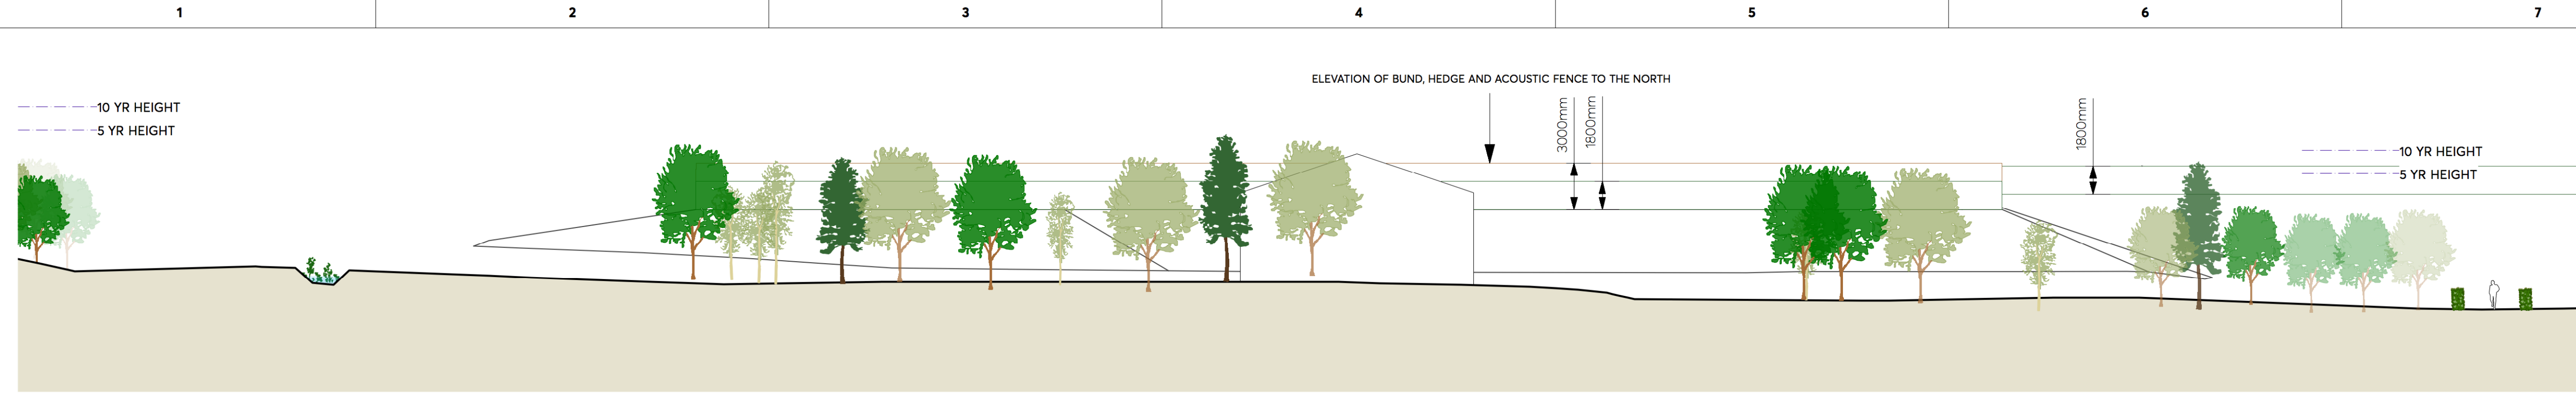 1 2 3 4 5 6 7
ELEVATION OF BUND, HEDGE AND ACOUSTIC FENCE TO THE NORTH
10 YR HEIGHT
5 YR HEIGHT
3000mm
1800mm
1800mm
10 YR HEIGHT
5 YR HEIGHT